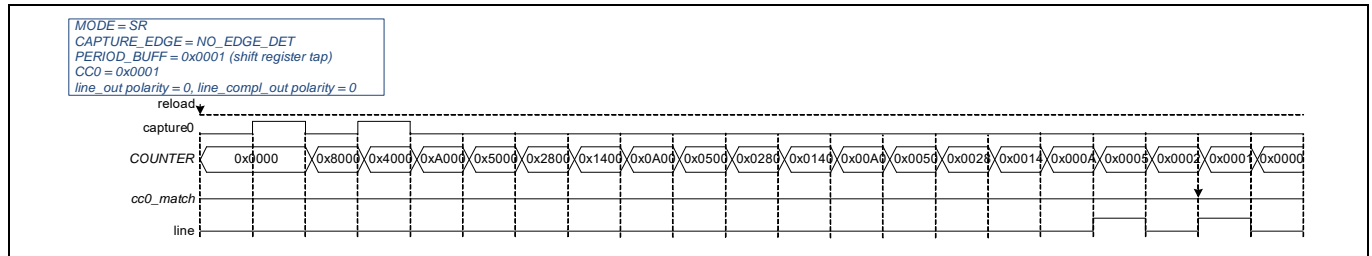 MODE = SR
CAPTURE_EDGE = NO_EDGE_DET
PERIOD_BUFF = 0x0001 (shift register tap)
CC0 = 0x0001
line_out polarity = 0, line_compl_out polarity = 0
reload
capture0
COUNTER 0x0000 0x8000 0x4000 0xA000 0x5000 0x2800 0x1400 0x0A00 0x0500 0x0280 0x0140 0x00A0 0x0050 0x0028 0x0014 0x000A 0x0005 0x0002 0x0001 0x0000
cc0_match
line